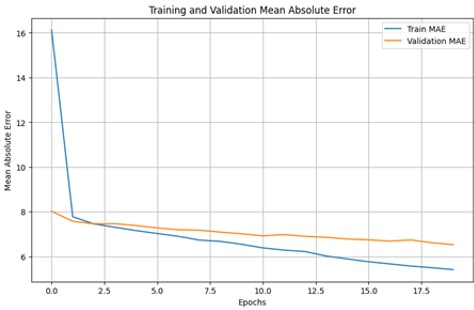 Training and Validation Mean Absolute Error
Train MAE
Validation MAE
Mean Absolute Error
16
14
12
10
8
6
0.0 2.5 5.0 7.5 10.0 12.5 15.0 17.5
Epochs